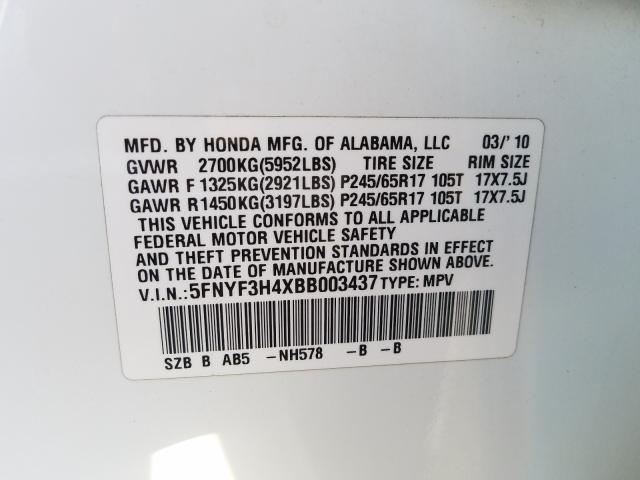 MFD. BY HONDA MFG. OF ALABAMA, LLC 03/'10
GVWR 2700KG(5952LBS) TIRE SIZE RIM SIZE
GAWR F 1325KG(2921LBS) P245/65R17 105T 17X7.5J
GAWR R1450KG(3197LBS) P245/65R17 105T 17X7.5J
THIS VEHICLE CONFORMS TO ALL APPLICABLE
FEDERAL MOTOR VEHICLE SAFETY
AND THEFT PREVENTION STANDARDS IN EFFECT
ON THE DATE OF MANUFACTURE SHOWN ABOVE.
V.I.N.:5FNYF3H4XBB003437 TYPE: MPV
SZB B AB5 -NH578 -B -B